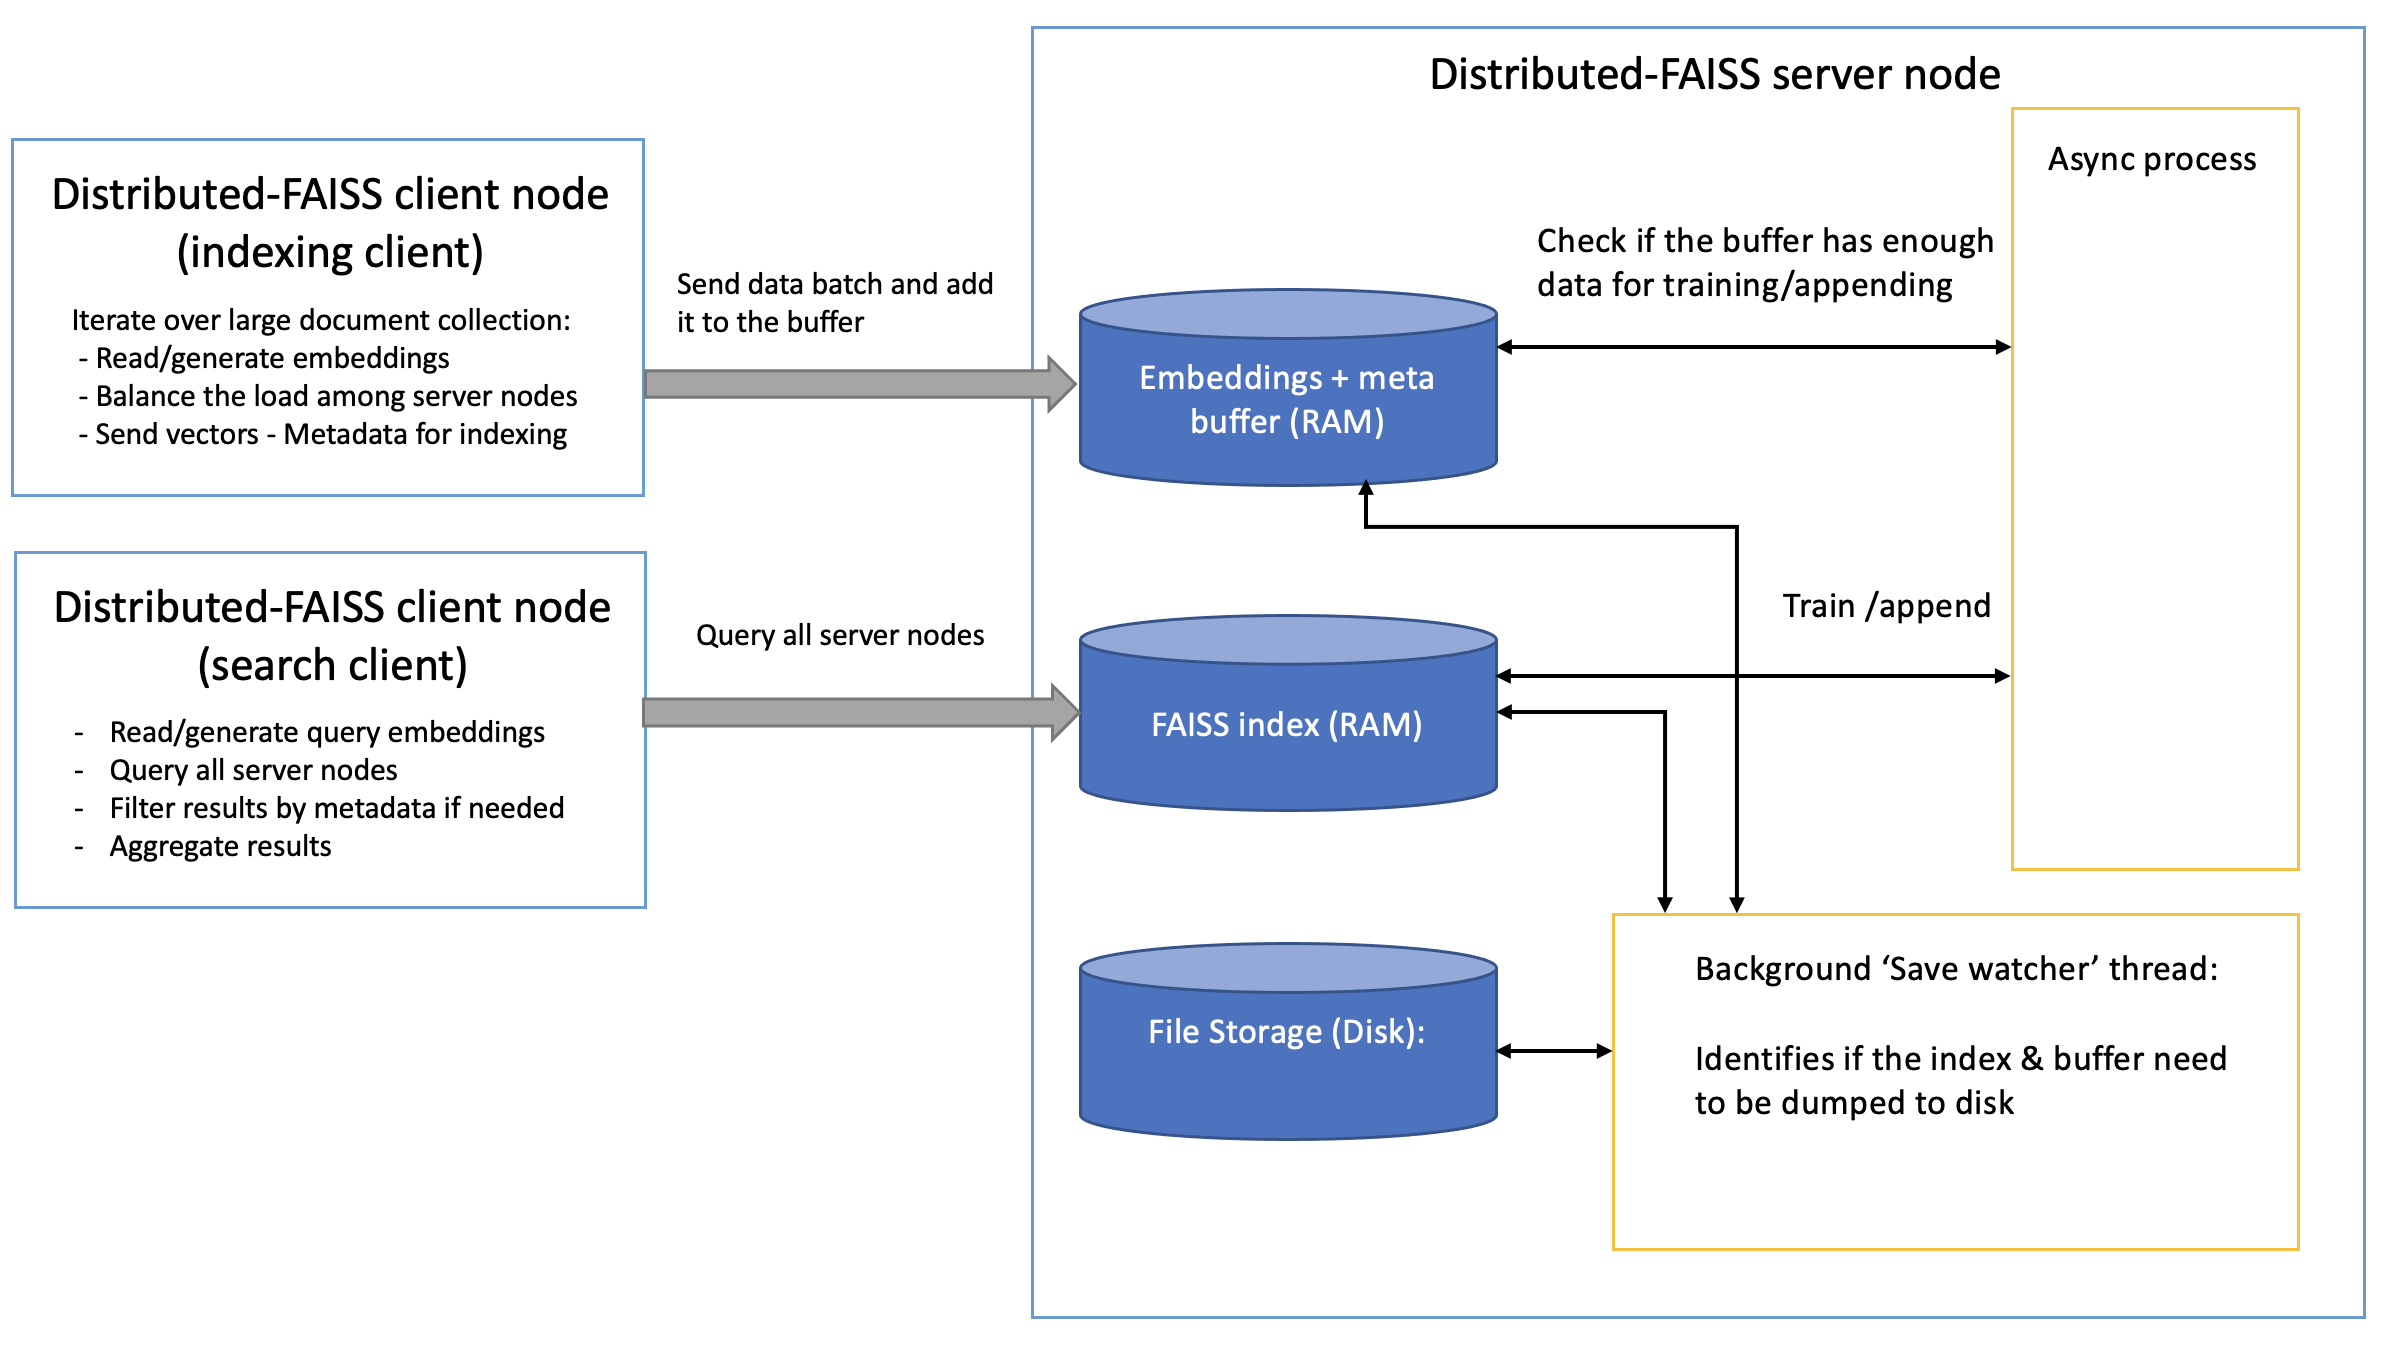 Distributed-FAISS server node
Distributed-FAISS client node
(indexing client)
Iterate over large document collection:
- Read/generate embeddings
- Balance the load among server nodes
- Send vectors - Metadata for indexing
Send data batch and add
it to the buffer
Embeddings + meta
buffer (RAM)
Check if the buffer has enough
data for training/appending
Async process
Distributed-FAISS client node
(search client)
- Read/generate query embeddings
- Query all server nodes
- Filter results by metadata if needed
- Aggregate results
Query all server nodes
FAISS index (RAM)
Train /append
File Storage (Disk):
Background ‘Save watcher’ thread:
Identifies if the index & buffer need
to be dumped to disk